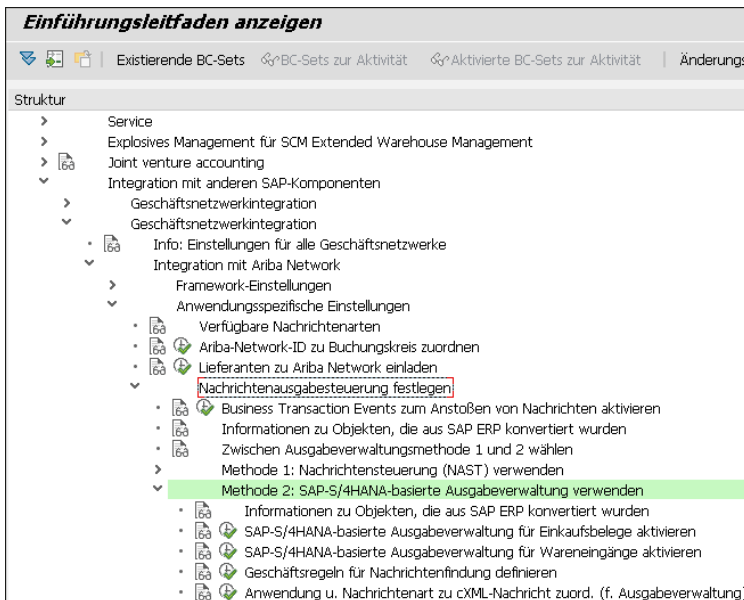 Einführungsleitfaden anzeigen
Existierende BC-Sets BC-Sets zur Aktivität Aktivierte BC-Sets zur Aktivität Änderungs
Struktur
Service
Explosives Management für SCM Extended Warehouse Management
Joint venture accounting
Integration mit anderen SAP-Komponenten
Geschäftsnetzwerkintegration
Geschäftsnetzwerkintegration
Info: Einstellungen für alle Geschäftsnetzwerke
Integration mit Ariba Network
Framework-Einstellungen
Anwendungsspezifische Einstellungen
Verfügbare Nachrichtenarten
Ariba-Network-ID zu Buchungskreis zuordnen
Lieferanten zu Ariba Network einladen
Nachrichtenausgabesteuerung festlegen
Business Transaction Events zum Anstoßen von Nachrichten aktivieren
Informationen zu Objekten, die aus SAP ERP konvertiert wurden
Zwischen Ausgabeverwaltungsmethode 1 und 2 wählen
Methode 1: Nachrichtensteuerung (NAST) verwenden
Methode 2: SAP-S/4HANA-basierte Ausgabeverwaltung verwenden
Informationen zu Objekten, die aus SAP ERP konvertiert wurden
SAP-S/4HANA-basierte Ausgabeverwaltung für Einkaufsbelege aktivieren
SAP-S/4HANA-basierte Ausgabeverwaltung für Wareneingänge aktivieren
Geschäftsregeln für Nachrichtenfindung definieren
Anwendung u. Nachrichtenart zu cXML-Nachricht zuord. (f. Ausgabeverwaltung)